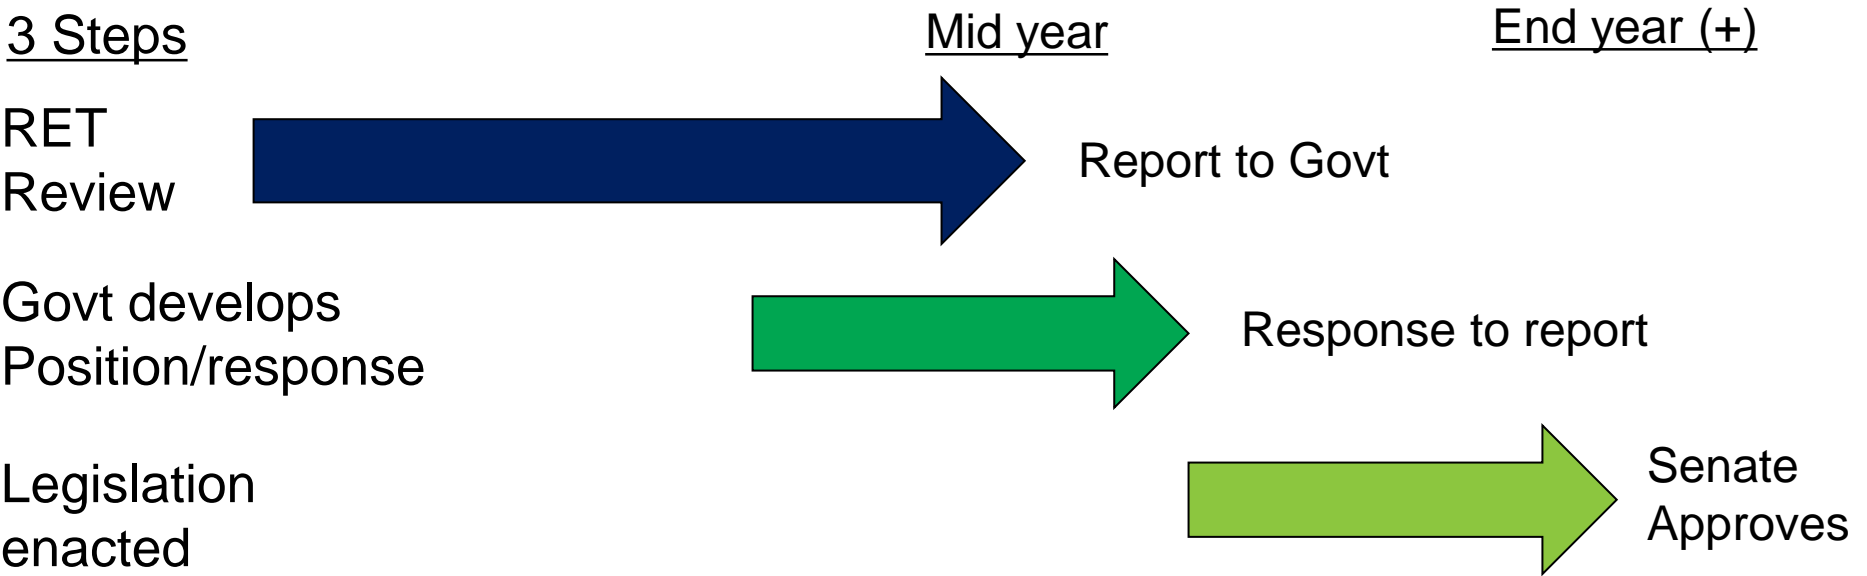 3 Steps
Mid year
End year (+)
RET
Review
Report to Govt
Govt develops
Position/response
Response to report
Legislation
enacted
Senate
Approves